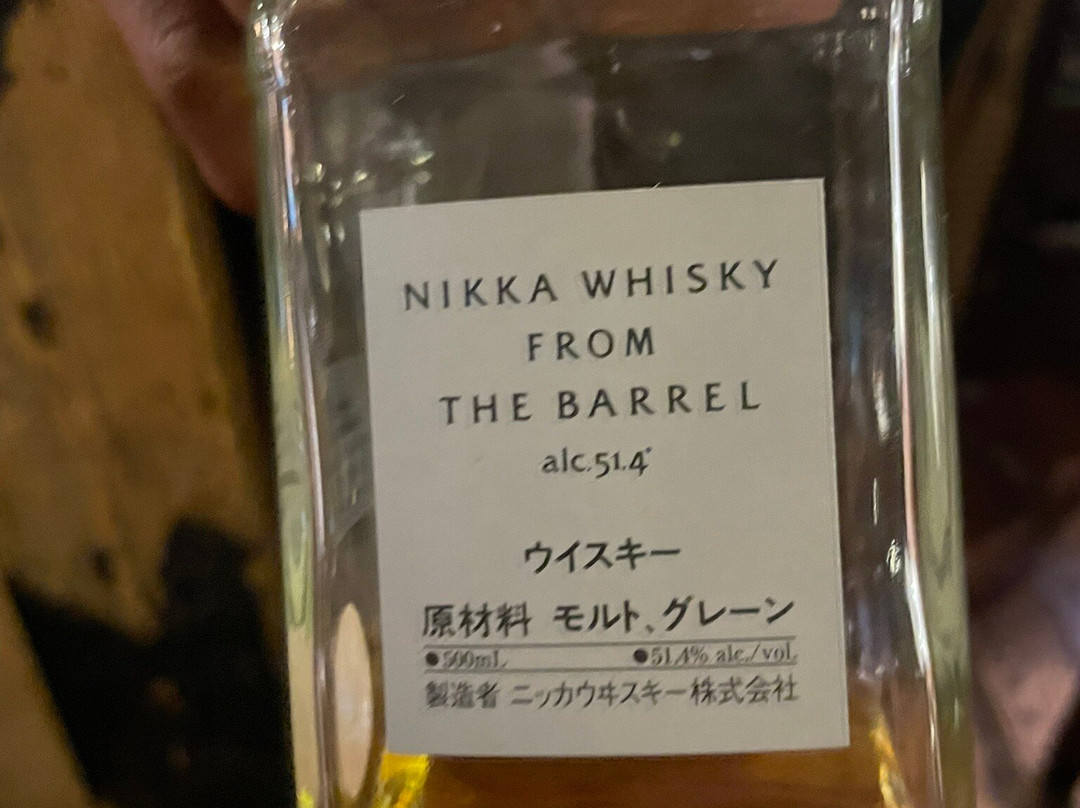 NIKKA WHISKY
FROM
THE BARREL
alc.51.4°
ウイスキー
原材料 モルト、グレーン
●500mL ●51.4% alc./vol.
製造者 ニッカウヰスキー株式会社